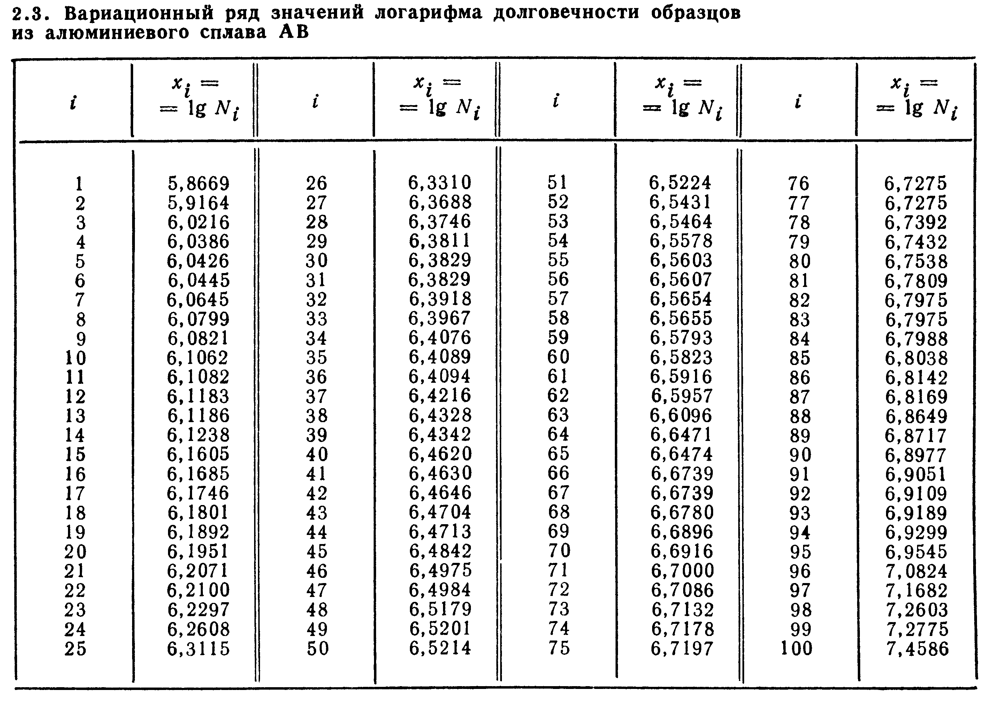 2.3. Вариационный ряд значений логарифма долговечности образцов
из алюминиевого сплава АВ
i x_i = = lg N_i i x_i = = lg N_i i x_i = = lg N_i i x_i = = lg N_i
1 5,8669 26 6,3310 51 6,5224 76 6,7275
2 5,9164 27 6,3688 52 6,5431 77 6,7275
3 6,0216 28 6,3746 53 6,5464 78 6,7392
4 6,0386 29 6,3811 54 6,5578 79 6,7432
5 6,0426 30 6,3829 55 6,5603 80 6,7538
6 6,0445 31 6,3829 56 6,5607 81 6,7809
7 6,0645 32 6,3918 57 6,5654 82 6,7975
8 6,0799 33 6,3967 58 6,5655 83 6,7975
9 6,0821 34 6,4076 59 6,5793 84 6,7988
10 6,1062 35 6,4089 60 6,5823 85 6,8038
11 6,1082 36 6,4094 61 6,5916 86 6,8142
12 6,1183 37 6,4216 62 6,5957 87 6,8169
13 6,1186 38 6,4328 63 6,6096 88 6,8649
14 6,1238 39 6,4342 64 6,6471 89 6,8717
15 6,1605 40 6,4620 65 6,6474 90 6,8977
16 6,1685 41 6,4630 66 6,6739 91 6,9051
17 6,1746 42 6,4646 67 6,6739 92 6,9109
18 6,1801 43 6,4704 68 6,6780 93 6,9189
19 6,1892 44 6,4713 69 6,6896 94 6,9299
20 6,1951 45 6,4842 70 6,6916 95 6,9545
21 6,2071 46 6,4975 71 6,7000 96 7,0824
22 6,2100 47 6,4984 72 6,7086 97 7,1682
23 6,2297 48 6,5179 73 6,7132 98 7,2603
24 6,2608 49 6,5201 74 6,7178 99 7,2775
25 6,3115 50 6,5214 75 6,7197 100 7,4586